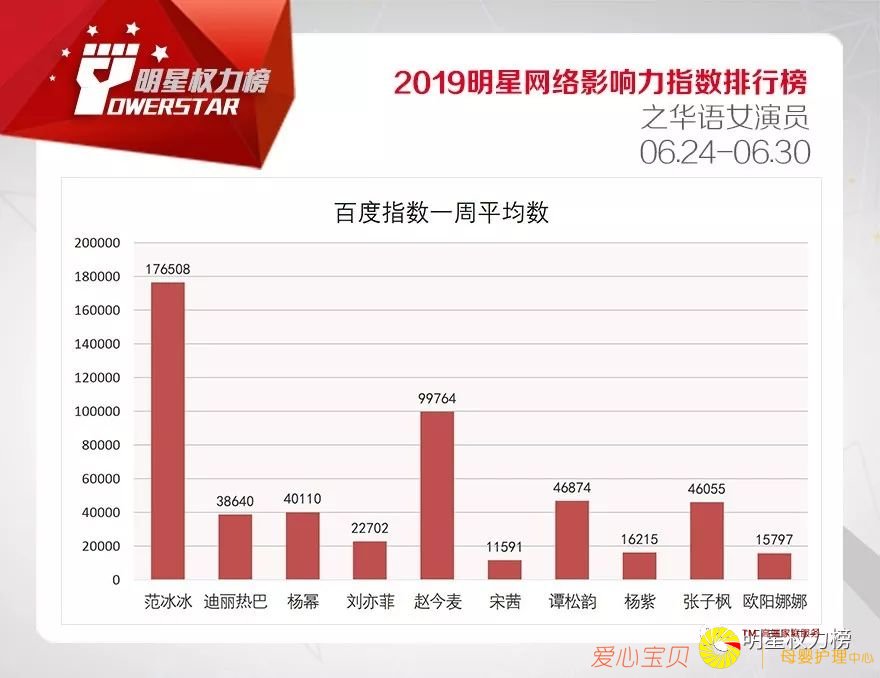 明星权力榜
POWERSTAR
2019明星网络影响力指数排行榜
之华语女演员
06.24-06.30
百度指数一周平均数
200000
180000
160000
140000
120000
100000
80000
60000
40000
20000
0
176508
38640
40110
22702
99764
11591
46874
16215
46055
15797
范冰冰 迪丽热巴 杨幂 刘亦菲 赵今麦 宋茜 谭松韵 杨紫 张子枫 欧阳娜娜
明星权力榜
爱心宝贝
母婴护理中心